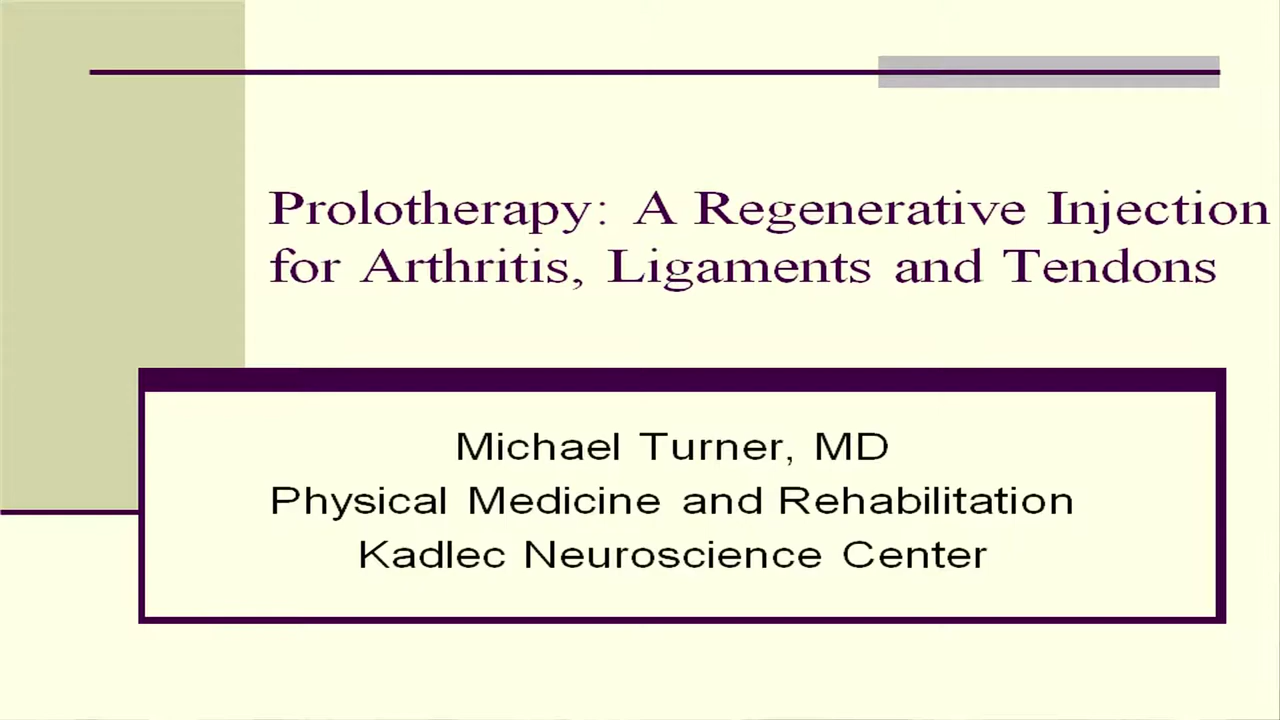 Prolotherapy: A Regenerative Injection
for Arthritis, Ligaments and Tendons
Michael Turner, MD
Physical Medicine and Rehabilitation
Kadlec Neuroscience Center